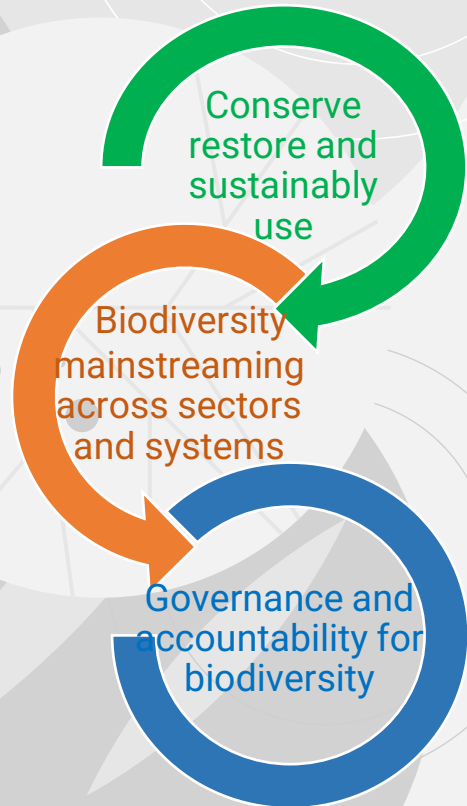 Conserve
restore and
sustainably
use
Biodiversity
mainstreaming
across sectors
and systems
Governance and
accountability for
biodiversity